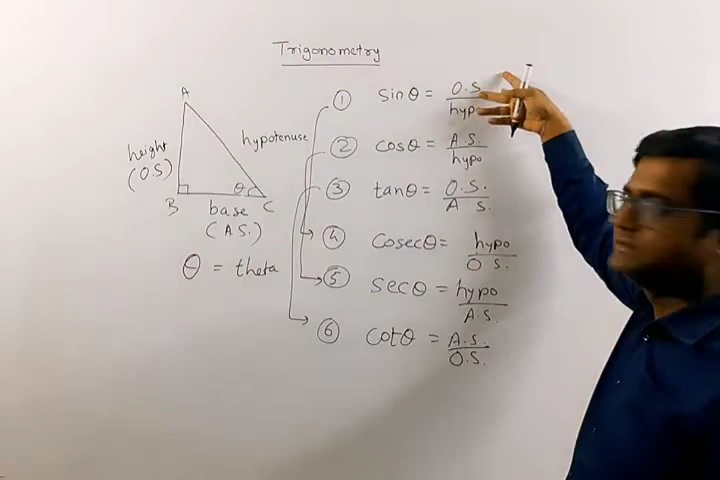 Trigonometry
A
height
(O.S)
hypotenuse
B
θ
C
base
(A.S.)
θ = theta
① sinθ = O.S / hypo
② cosθ = A.S. / hypo
③ tanθ = O.S. / A S.
④ Cosecθ = hypo / O.S.
⑤ secθ = hypo / A.S.
⑥ cotθ = A.S. / O.S.